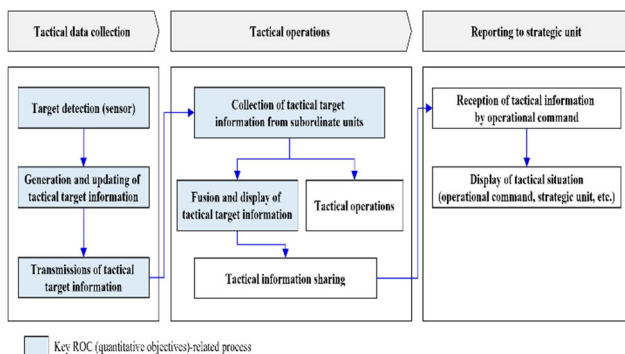 Tactical data collection
Tactical operations
Reporting to strategic unit
Target detection (sensor)
Generation and updating of
tactical target information
Transmissions of tactical
target information
Collection of tactical target
information from subordinate units
Fusion and display of
tactical target information
Tactical operations
Tactical information sharing
Reception of tactical information
by operational command
Display of tactical situation
(operational command, strategic unit, etc.)
Key ROC (quantitative objectives)-related process